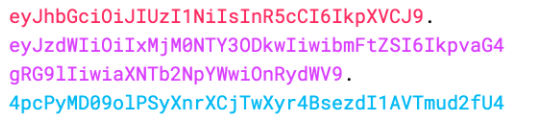 eyJhbGciOiJIUzI1NiIsInR5cCI6IkpXVCJ9.
eyJzdWIiOiIxMjM0NTY3ODkwIiwibmFtZSI6IkpvaG4
gRG9lIiwiaXNTb2NpYWwiOnRydWV9.
4pcPyMD09olPSyXnrXCjTwXyr4BsezdI1AVTmud2fU4